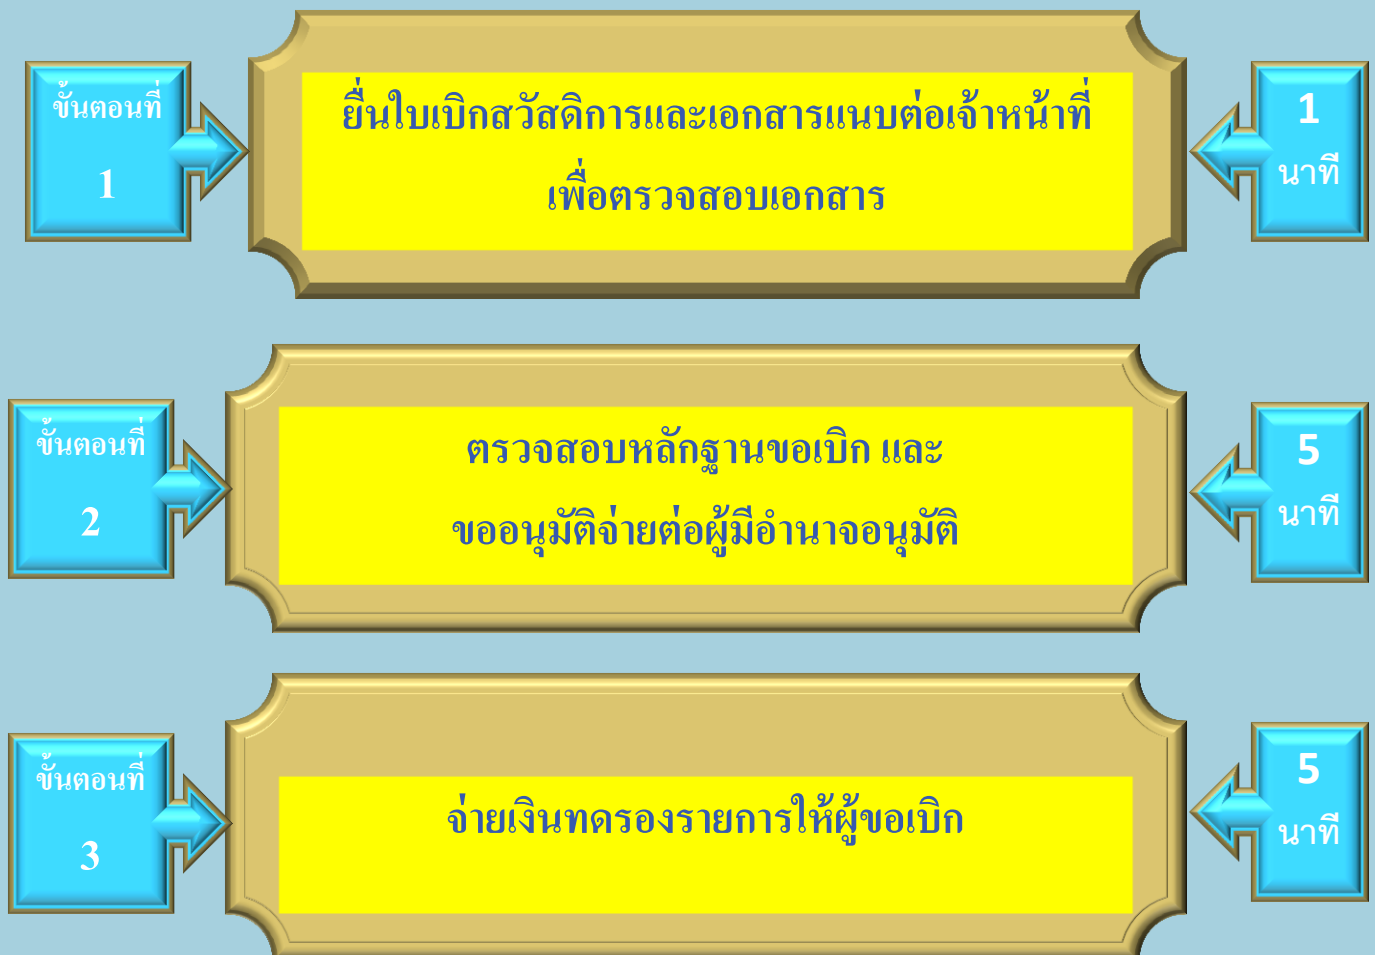 ขั้นตอนที่
1
ยื่นใบเบิกสวัสดิการและเอกสารแนบต่อเจ้าหน้าที่
เพื่อตรวจสอบเอกสาร
1
นาที
ขั้นตอนที่
2
ตรวจสอบหลักฐานขอเบิก และ
ขออนุมัติจ่ายต่อผู้มีอำนาจอนุมัติ
5
นาที
ขั้นตอนที่
3
จ่ายเงินทดรองรายการให้ผู้ขอเบิก
5
นาที